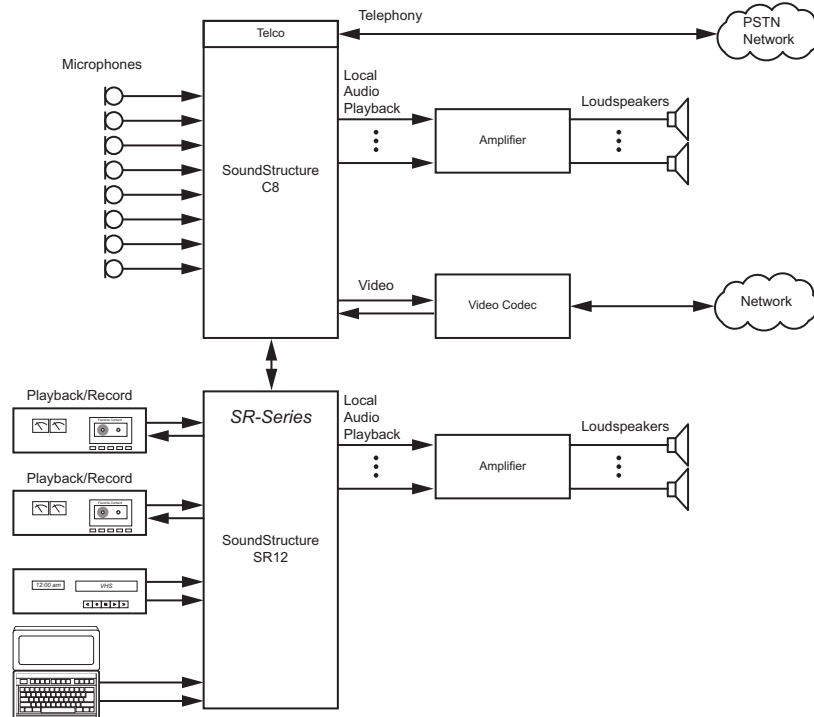 Telco
Telephony
PSTN
Network
Microphones
Local
Audio
Playback
Amplifier
Loudspeakers
SoundStructure
C8
Video
Video Codec
Network
Playback/Record
SR-Series
Local
Audio
Playback
Amplifier
Loudspeakers
Playback/Record
SoundStructure
SR12
12:00 am
VHS